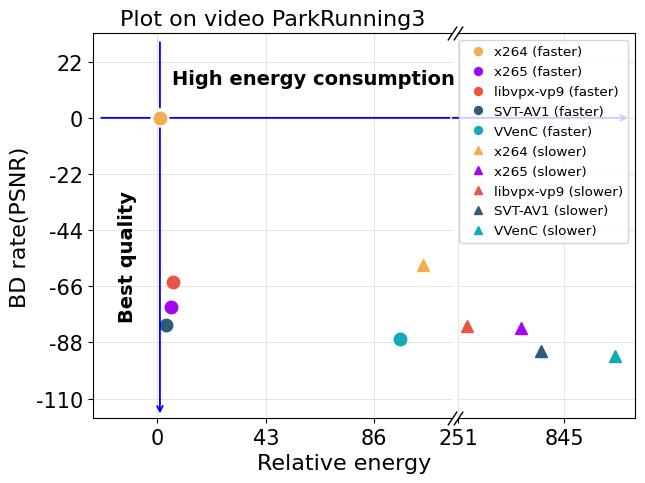 Plot on video ParkRunning3
High energy consumption
Best quality
x264 (faster)
x265 (faster)
libvpx-vp9 (faster)
SVT-AV1 (faster)
VVenC (faster)
x264 (slower)
x265 (slower)
libvpx-vp9 (slower)
SVT-AV1 (slower)
VVenC (slower)
BD rate(PSNR)
22
0
-22
-44
-66
-88
-110
0 43 86 251 845
Relative energy